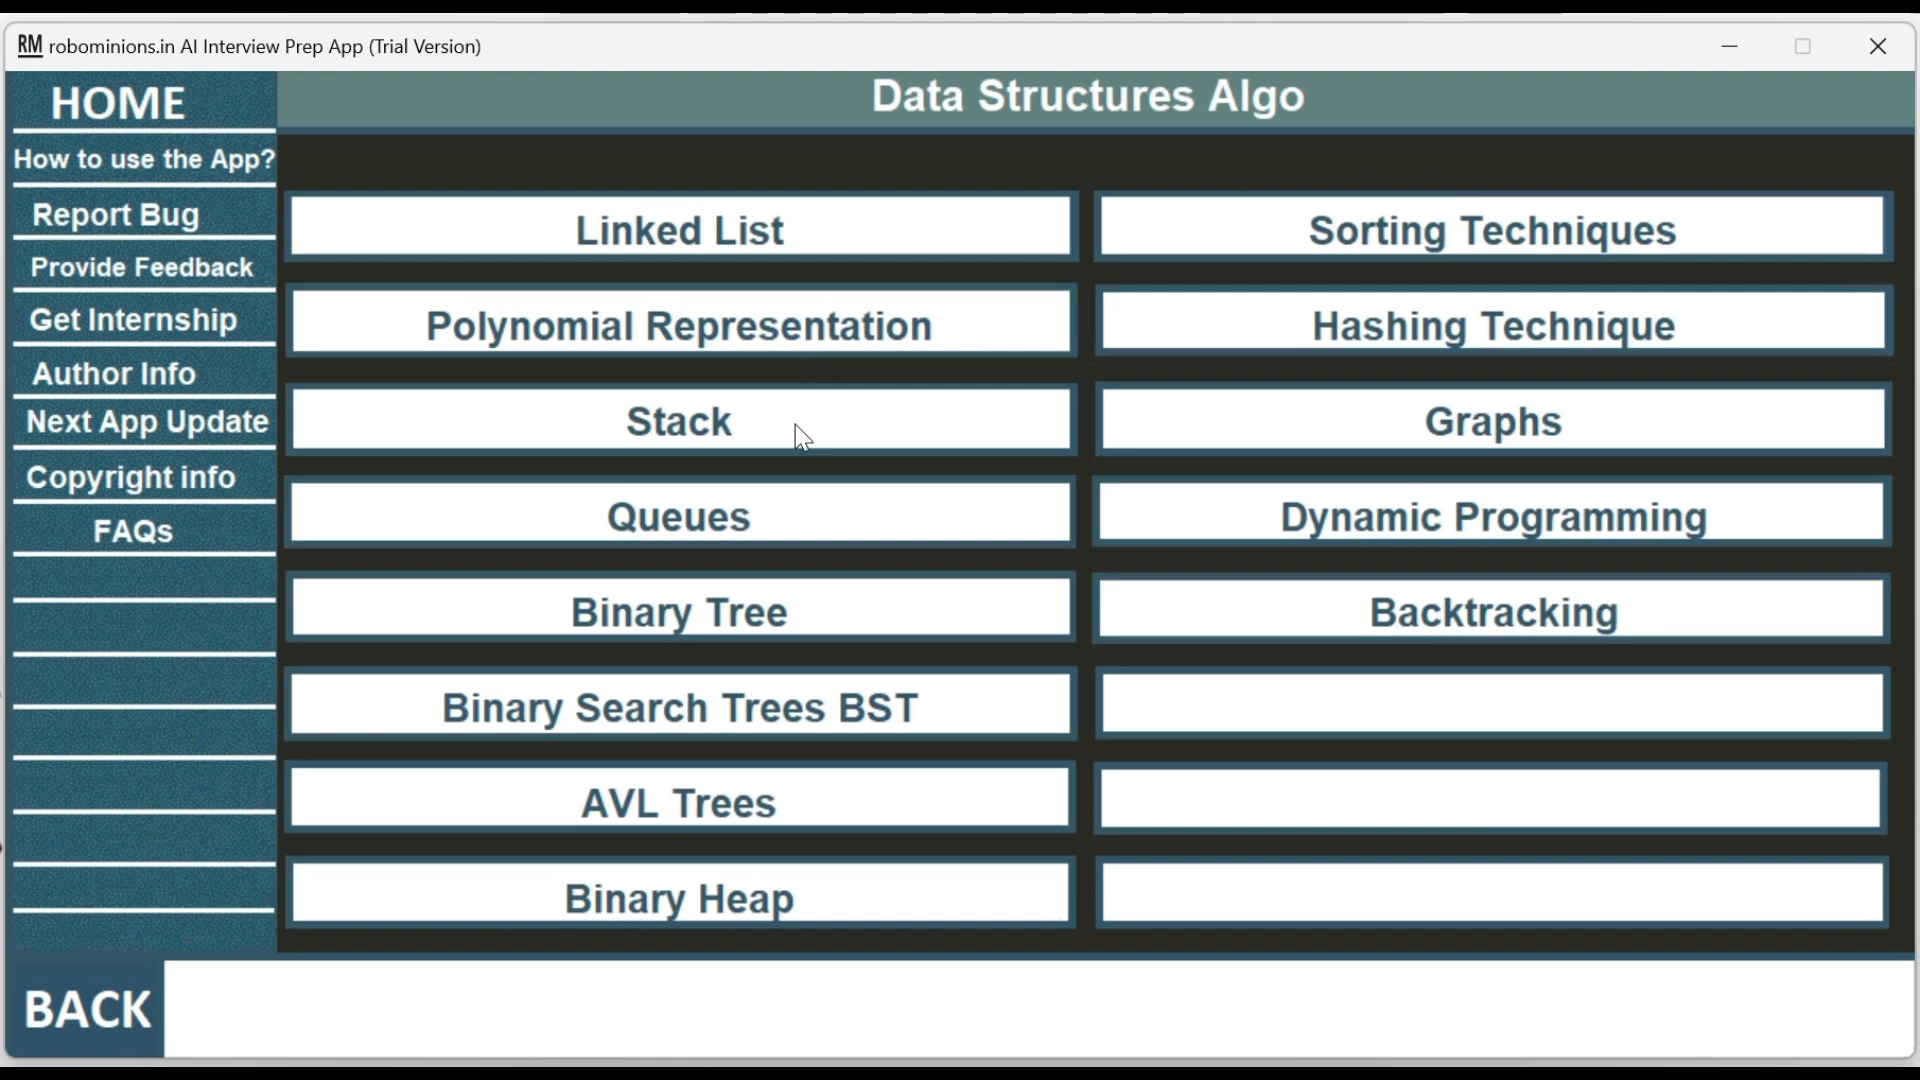 RM robominions.in AI Interview Prep App (Trial Version)
HOME
How to use the App?
Report Bug
Provide Feedback
Get Internship
Author Info
Next App Update
Copyright info
FAQs
BACK
Data Structures Algo
Linked List
Polynomial Representation
Stack
Queues
Binary Tree
Binary Search Trees BST
AVL Trees
Binary Heap
Sorting Techniques
Hashing Technique
Graphs
Dynamic Programming
Backtracking